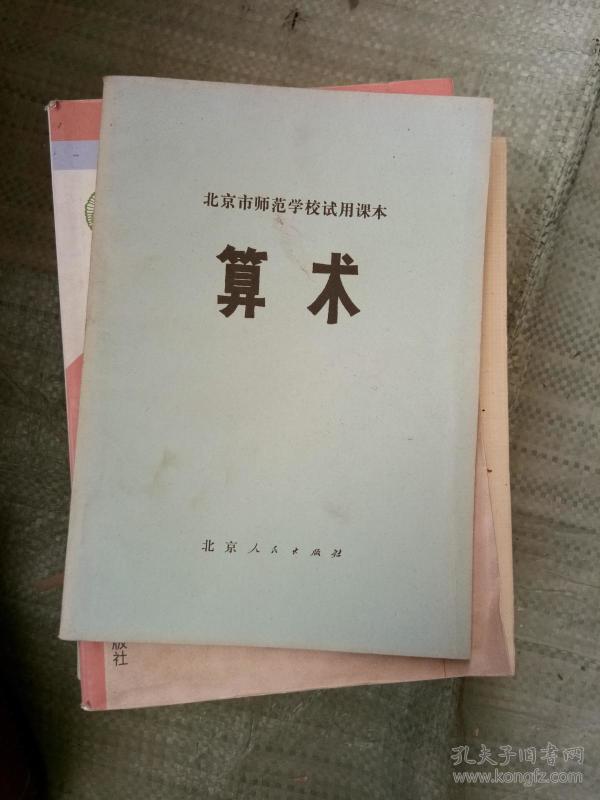 北京市师范学校试用课本
算术
北京人民出版社
版社
孔夫子旧书网
www.kongfz.com